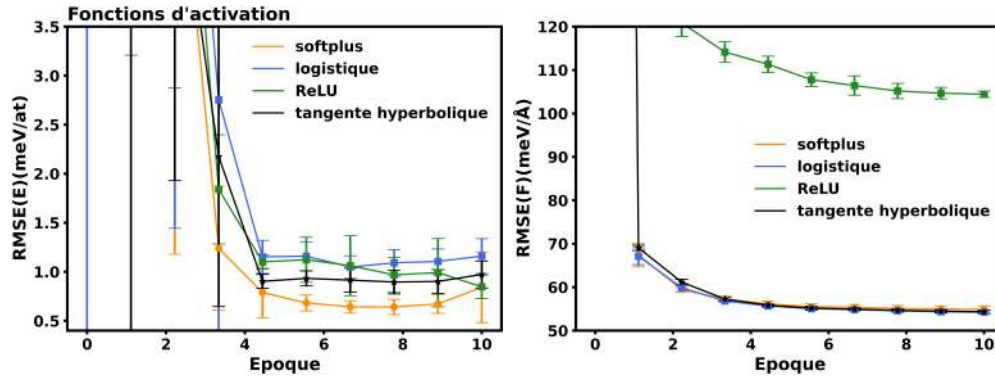 Fonctions d'activation
3.5
3.0
2.5
2.0
1.5
1.0
0.5
RMSE(E)(meV/at)
softplus
logistique
ReLU
tangente hyperbolique
0 2 4 6 8 10
Epoque
120
110
100
90
80
70
60
50
RMSE(F)(meV/Å)
softplus
logistique
ReLU
tangente hyperbolique
0 2 4 6 8 10
Epoque